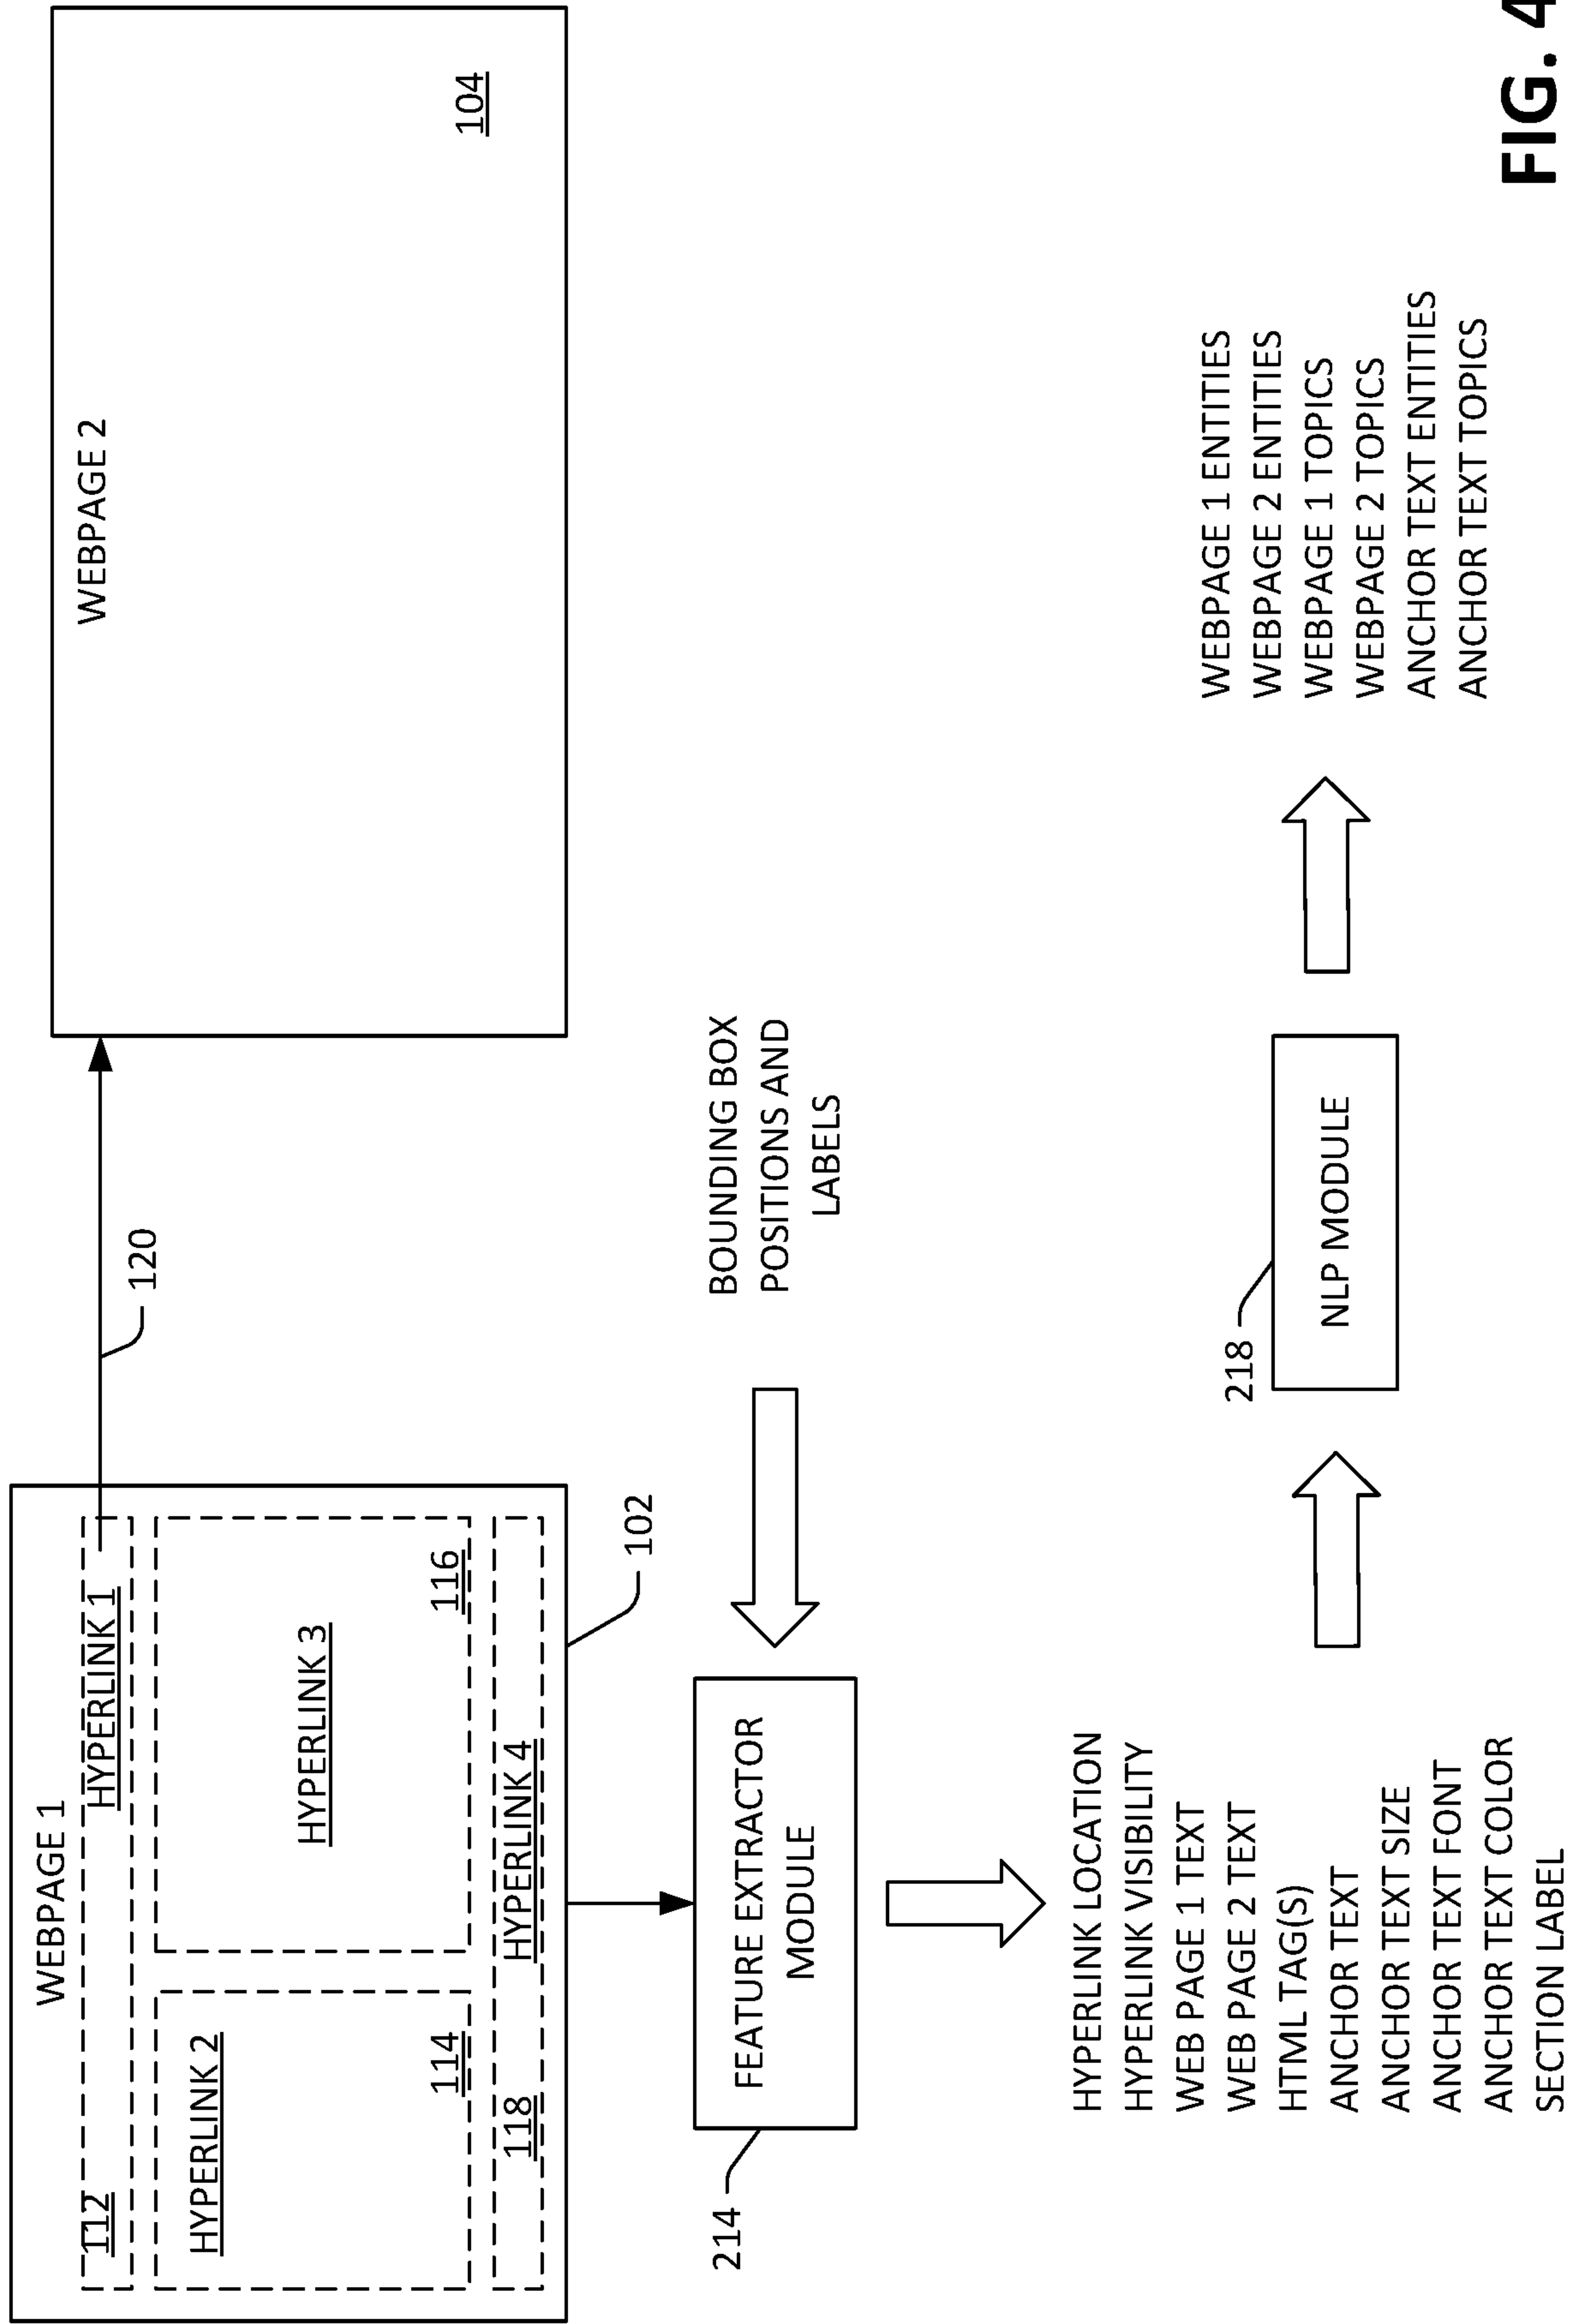 WEBPAGE 1
112
HYPERLINK 1
HYPERLINK 2
114
HYPERLINK 3
116
118
HYPERLINK 4
102
120
WEBPAGE 2
104
214
FEATURE EXTRACTOR
MODULE
BOUNDING BOX
POSITIONS AND
LABELS
HYPERLINK LOCATION
HYPERLINK VISIBILITY
WEB PAGE 1 TEXT
WEB PAGE 2 TEXT
HTML TAG(S)
ANCHOR TEXT
ANCHOR TEXT SIZE
ANCHOR TEXT FONT
ANCHOR TEXT COLOR
SECTION LABEL
218
NLP MODULE
WEBPAGE 1 ENTITIES
WEBPAGE 2 ENTITIES
WEBPAGE 1 TOPICS
WEBPAGE 2 TOPICS
ANCHOR TEXT ENTITIES
ANCHOR TEXT TOPICS
FIG. 4